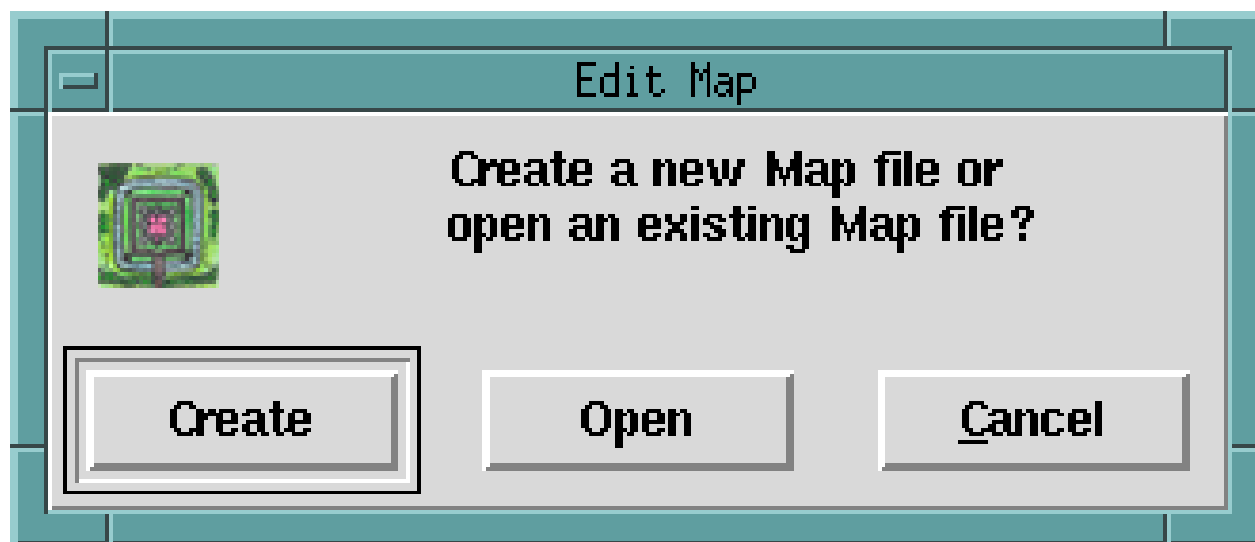 Edit Map
Create a new Map file or
open an existing Map file?
Create
Open
Cancel